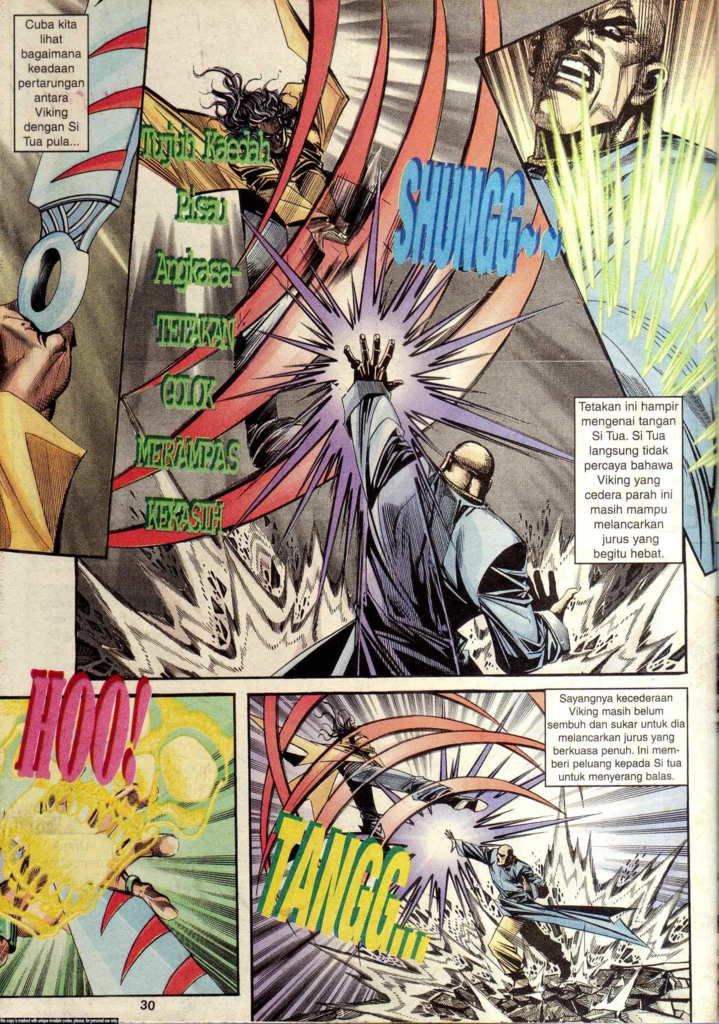 Cuba kita
lihat
bagaimana
keadaan
pertarungan
antara
Viking
dengan Si
Tua pula...
Tujuh Kaedah
Pisau
Angkasa-
TETAKAN
GOLOK
MERAMPAS
KEKASIH
SHUNGG~~
Tetakan ini hampir
mengenai tangan
Si Tua. Si Tua
langsung tidak
percaya bahawa
Viking yang
cedera parah ini
masih mampu
melancarkan
jurus yang
begitu hebat.
HOO!
Sayangnya kecederaan
Viking masih belum
sembuh dan sukar untuk dia
melancarkan jurus yang
berkuasa penuh. Ini mem-
beri peluang kepada Si tua
untuk menyerang balas.
TANGG...
30